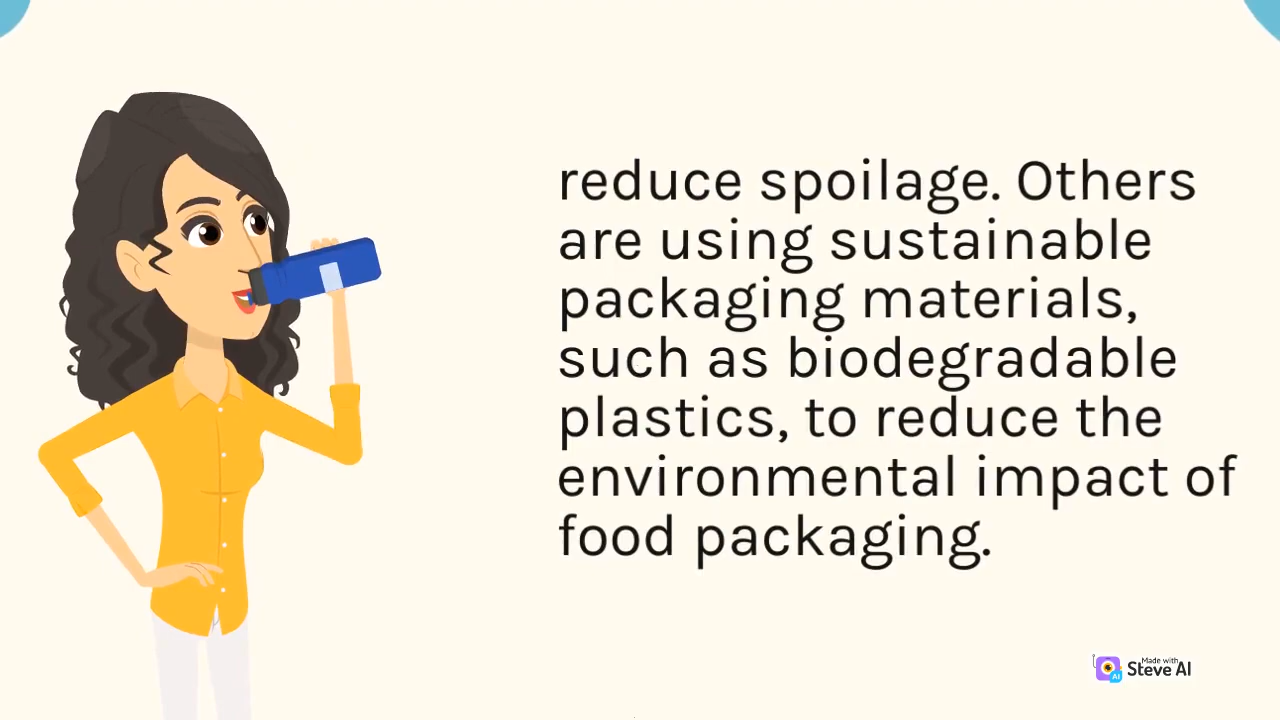 reduce spoilage. Others
are using sustainable
packaging materials,
such as biodegradable
plastics, to reduce the
environmental impact of
food packaging.
Made with
Steve AI
AI